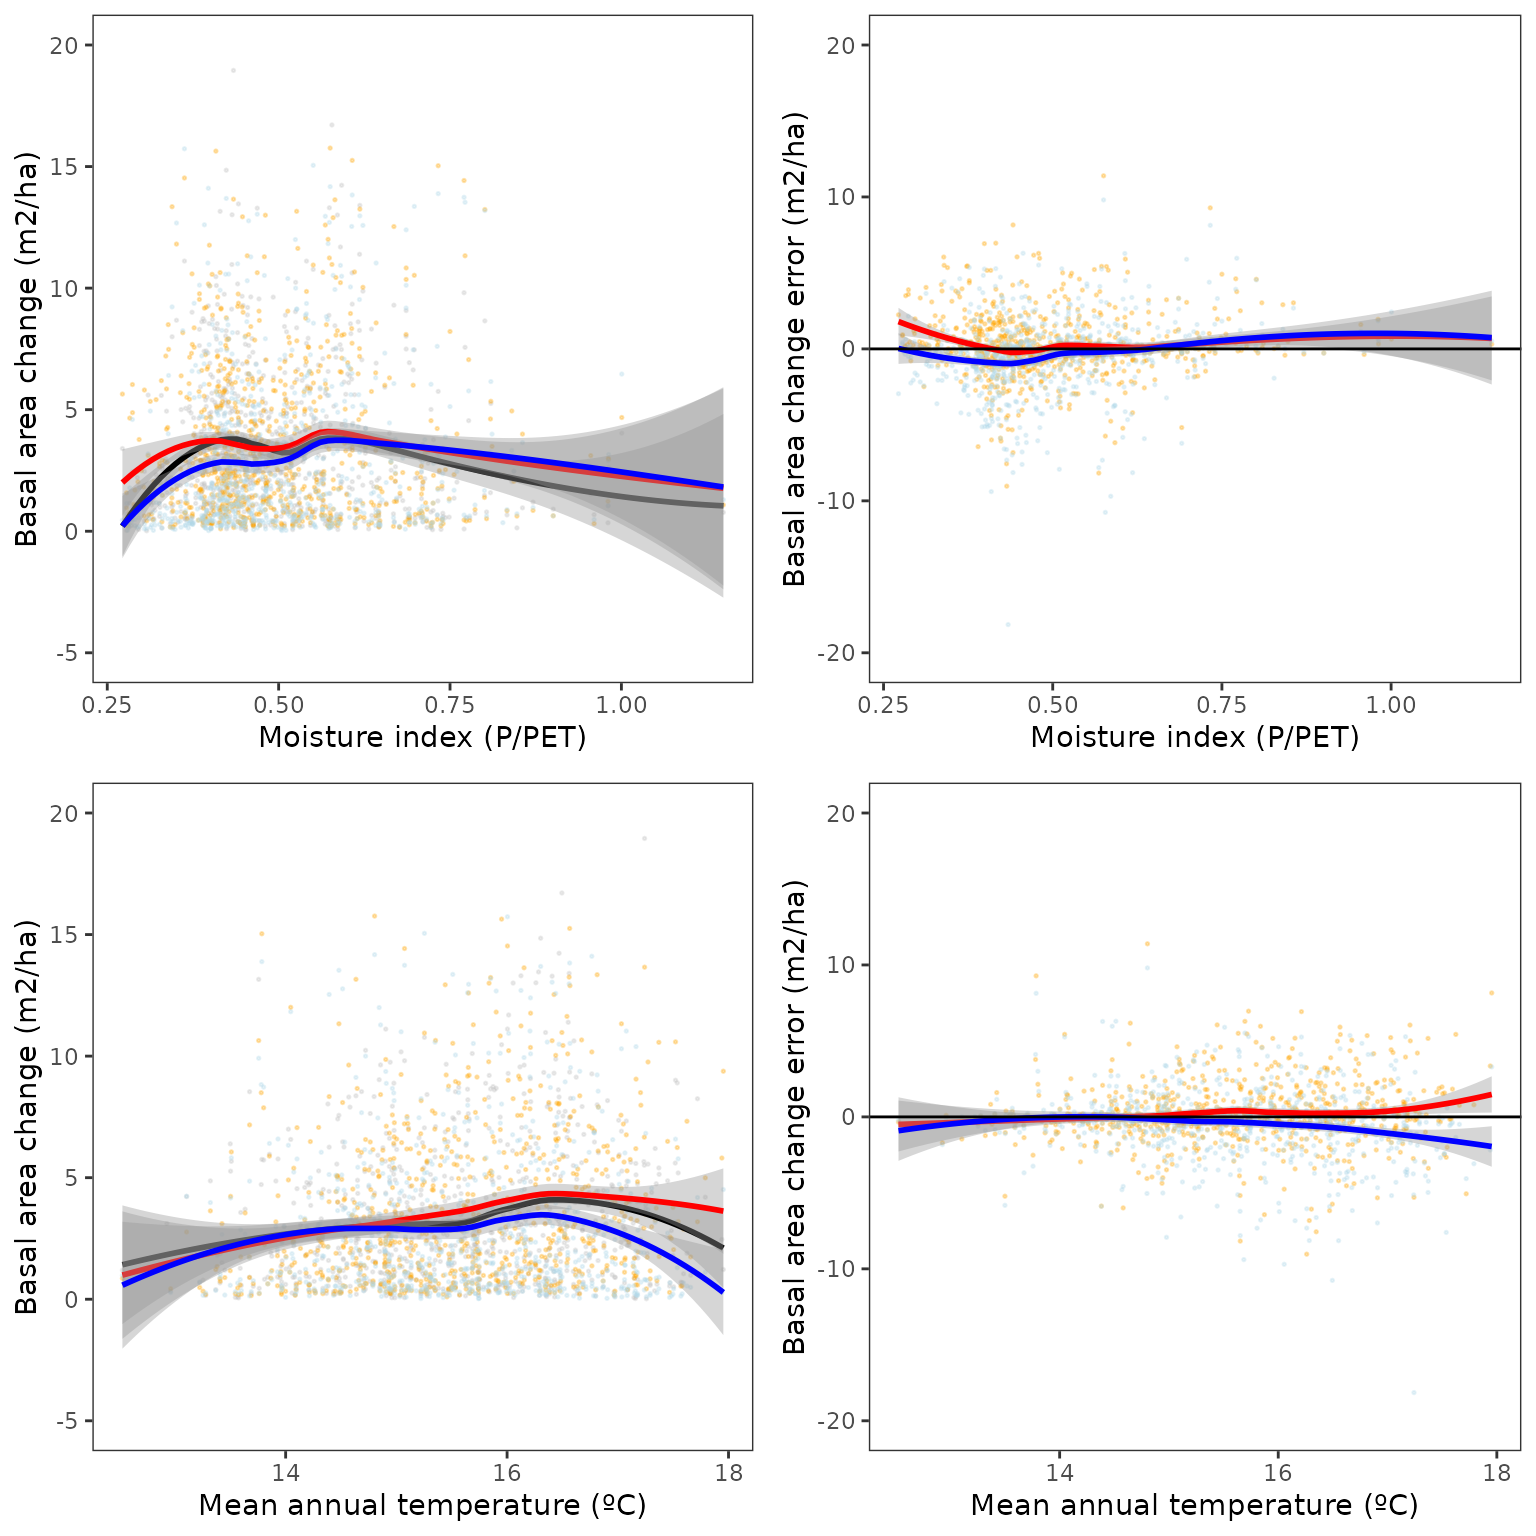 20
15
10
5
0
-5
Basal area change (m2/ha)
0.25 0.50 0.75 1.00
Moisture index (P/PET)
20
10
0
-10
-20
Basal area change error (m2/ha)
0.25 0.50 0.75 1.00
Moisture index (P/PET)
20
15
10
5
0
-5
Basal area change (m2/ha)
14 16 18
Mean annual temperature (ºC)
20
10
0
-10
-20
Basal area change error (m2/ha)
14 16 18
Mean annual temperature (ºC)